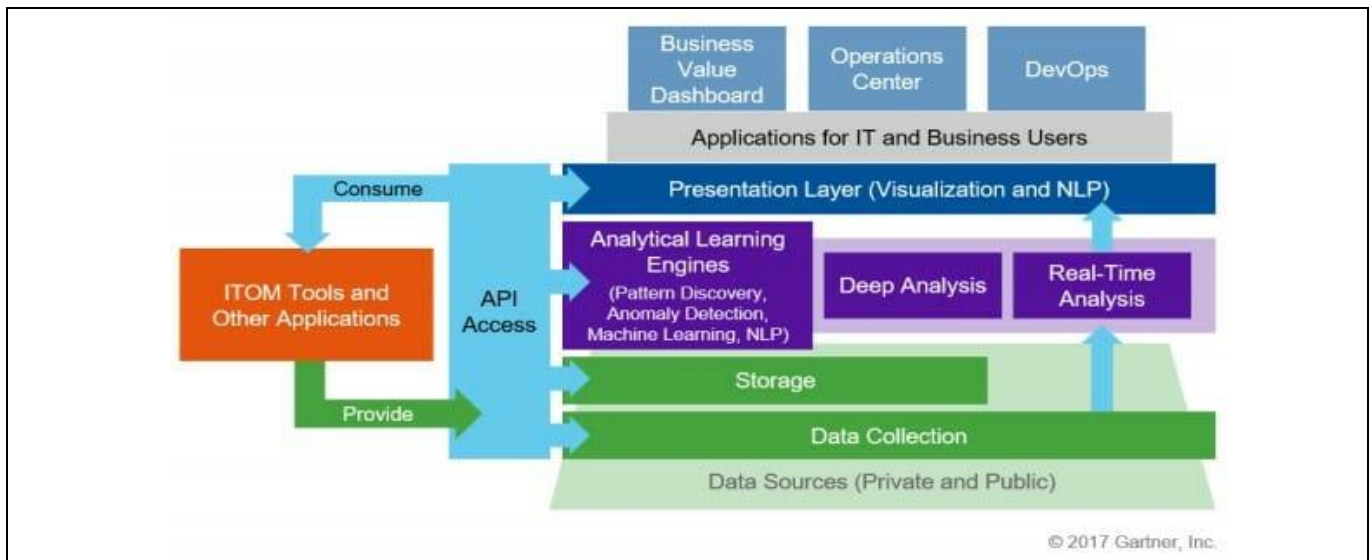 Business
Value
Dashboard
Operations
Center
DevOps
Applications for IT and Business Users
Consume
Presentation Layer (Visualization and NLP)
ITOM Tools and
Other Applications
API
Access
Analytical Learning
Engines
(Pattern Discovery,
Anomaly Detection,
Machine Learning, NLP)
Deep Analysis
Real-Time
Analysis
Storage
Provide
Data Collection
Data Sources (Private and Public)
© 2017 Gartner, Inc.